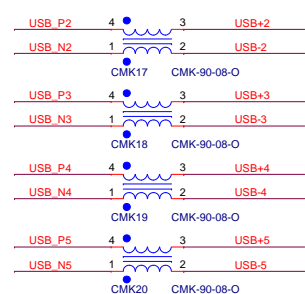 USB_P2 4 3 USB+2
USB_N2 1 2 USB-2
CMK17 CMK-90-08-O
USB_P3 4 3 USB+3
USB_N3 1 2 USB-3
CMK18 CMK-90-08-O
USB_P4 4 3 USB+4
USB_N4 1 2 USB-4
CMK19 CMK-90-08-O
USB_P5 4 3 USB+5
USB_N5 1 2 USB-5
CMK20 CMK-90-08-O